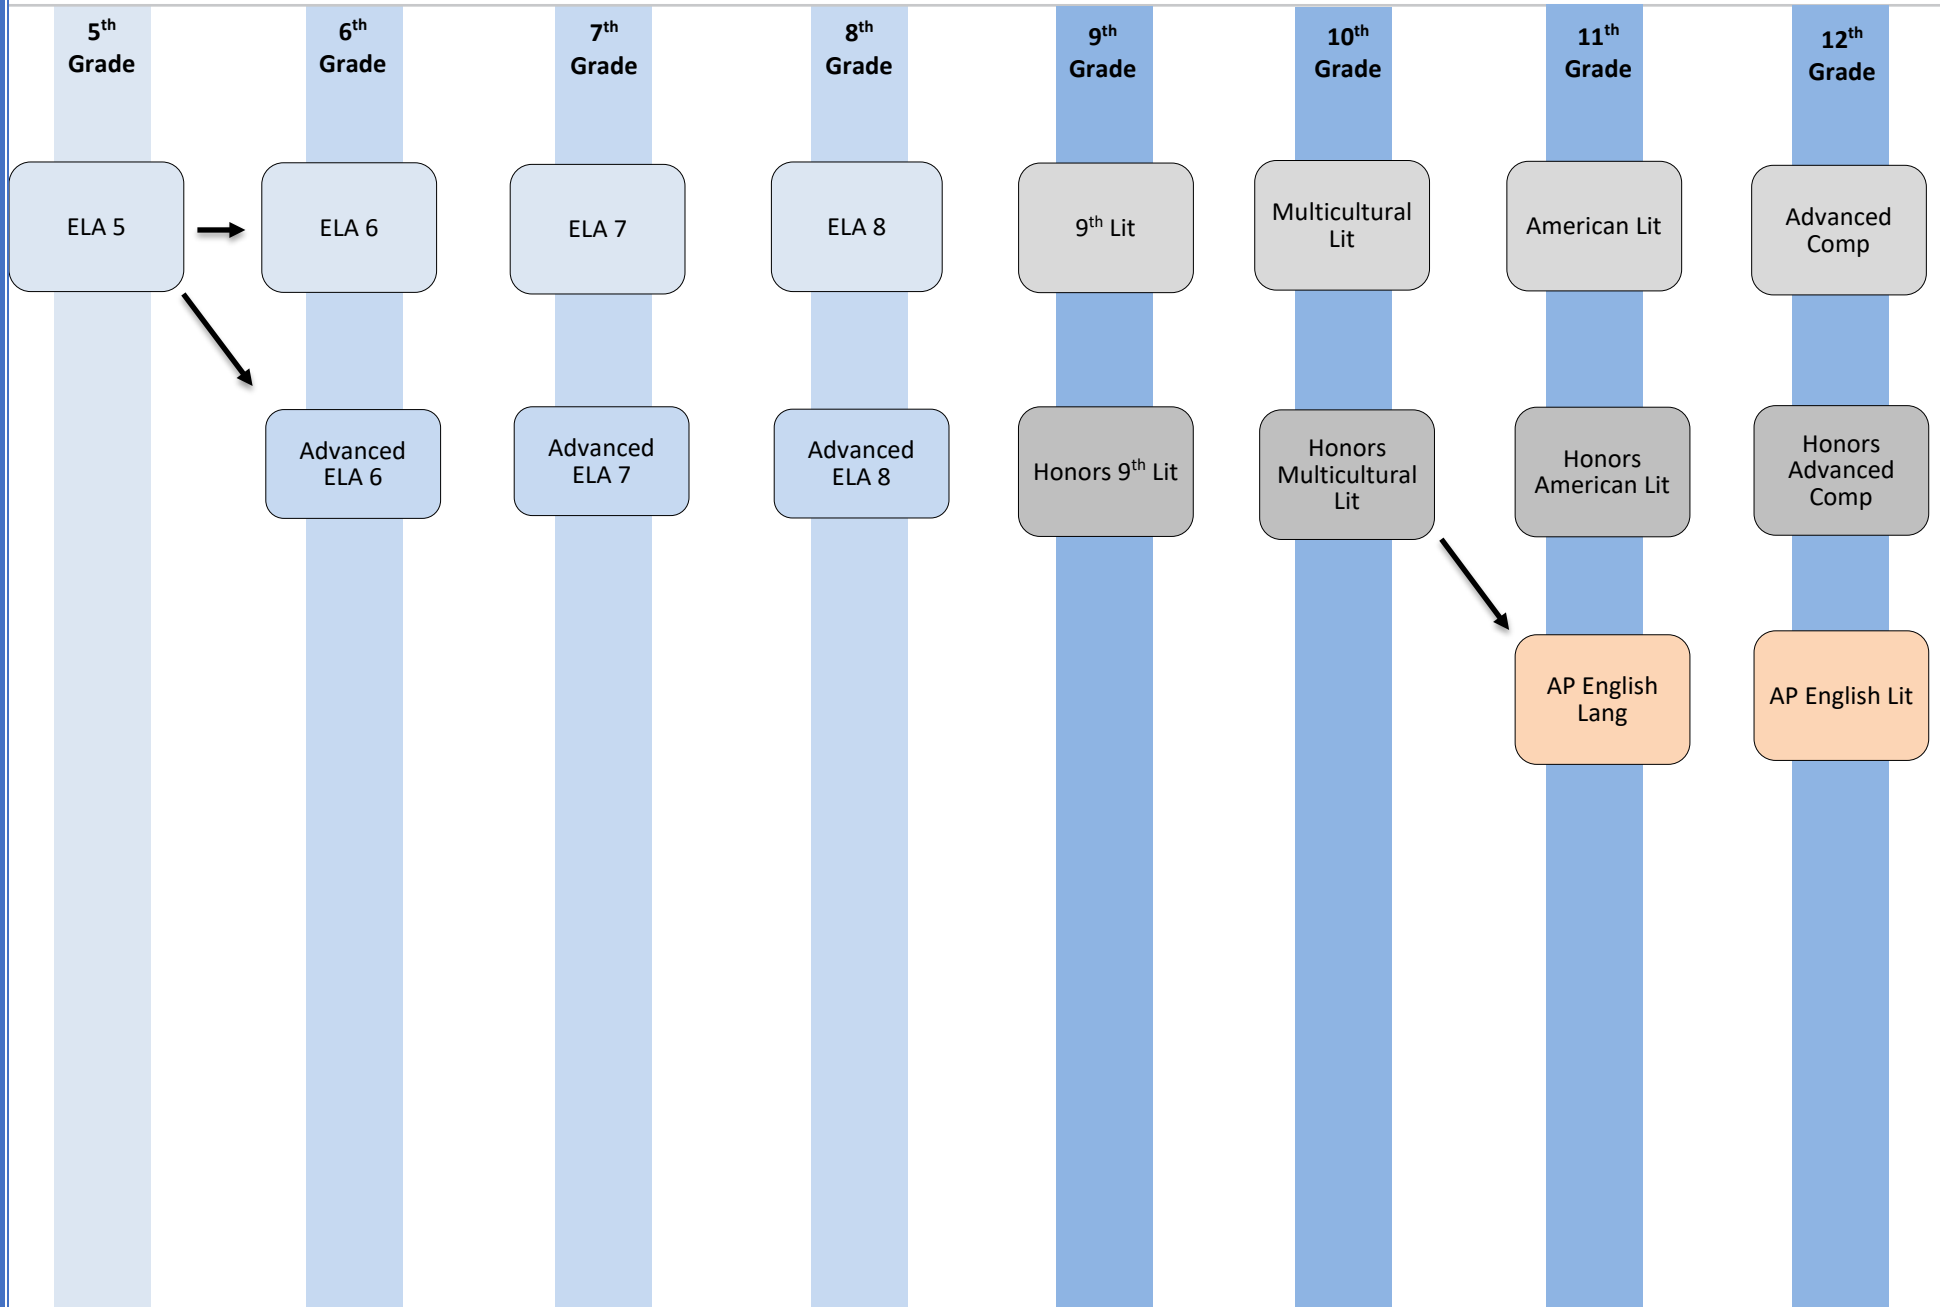 5th
Grade
6th
Grade
7th
Grade
8th
Grade
9th
Grade
10th
Grade
11th
Grade
12th
Grade
ELA 5
ELA 6
ELA 7
ELA 8
9th Lit
Multicultural
Lit
American Lit
Advanced
Comp
Advanced
ELA 6
Advanced
ELA 7
Advanced
ELA 8
Honors 9th Lit
Honors
Multicultural
Lit
Honors
American Lit
Honors
Advanced
Comp
AP English
Lang
AP English Lit